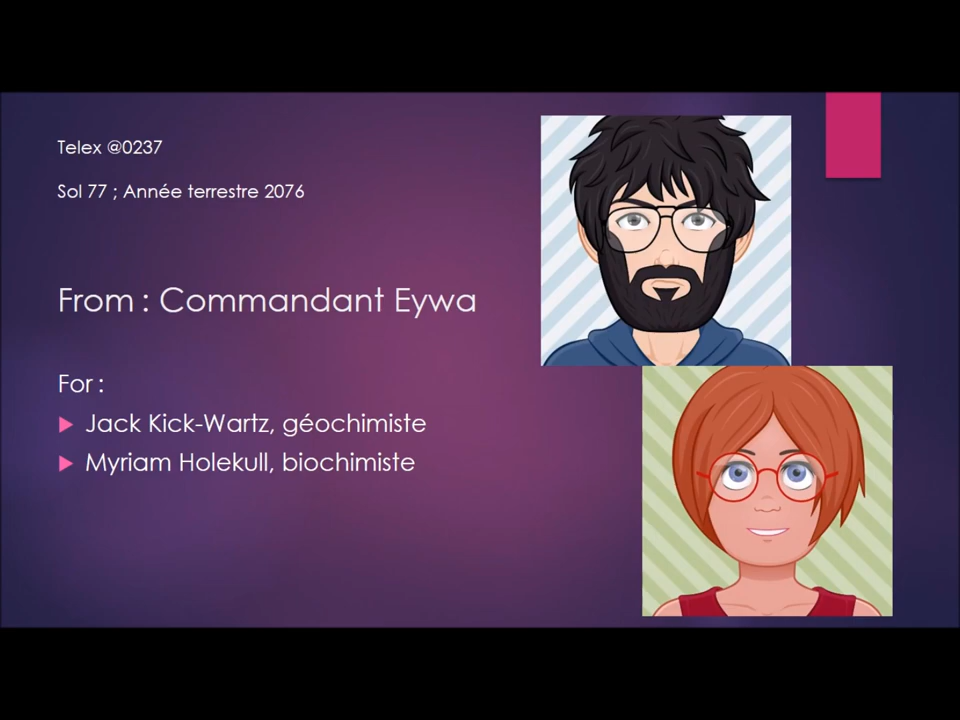 Telex @0237
Sol 77 ; Année terrestre 2076
From : Commandant Eywa
For :
Jack Kick-Wartz, géochimiste
Myriam Holekull, biochimiste